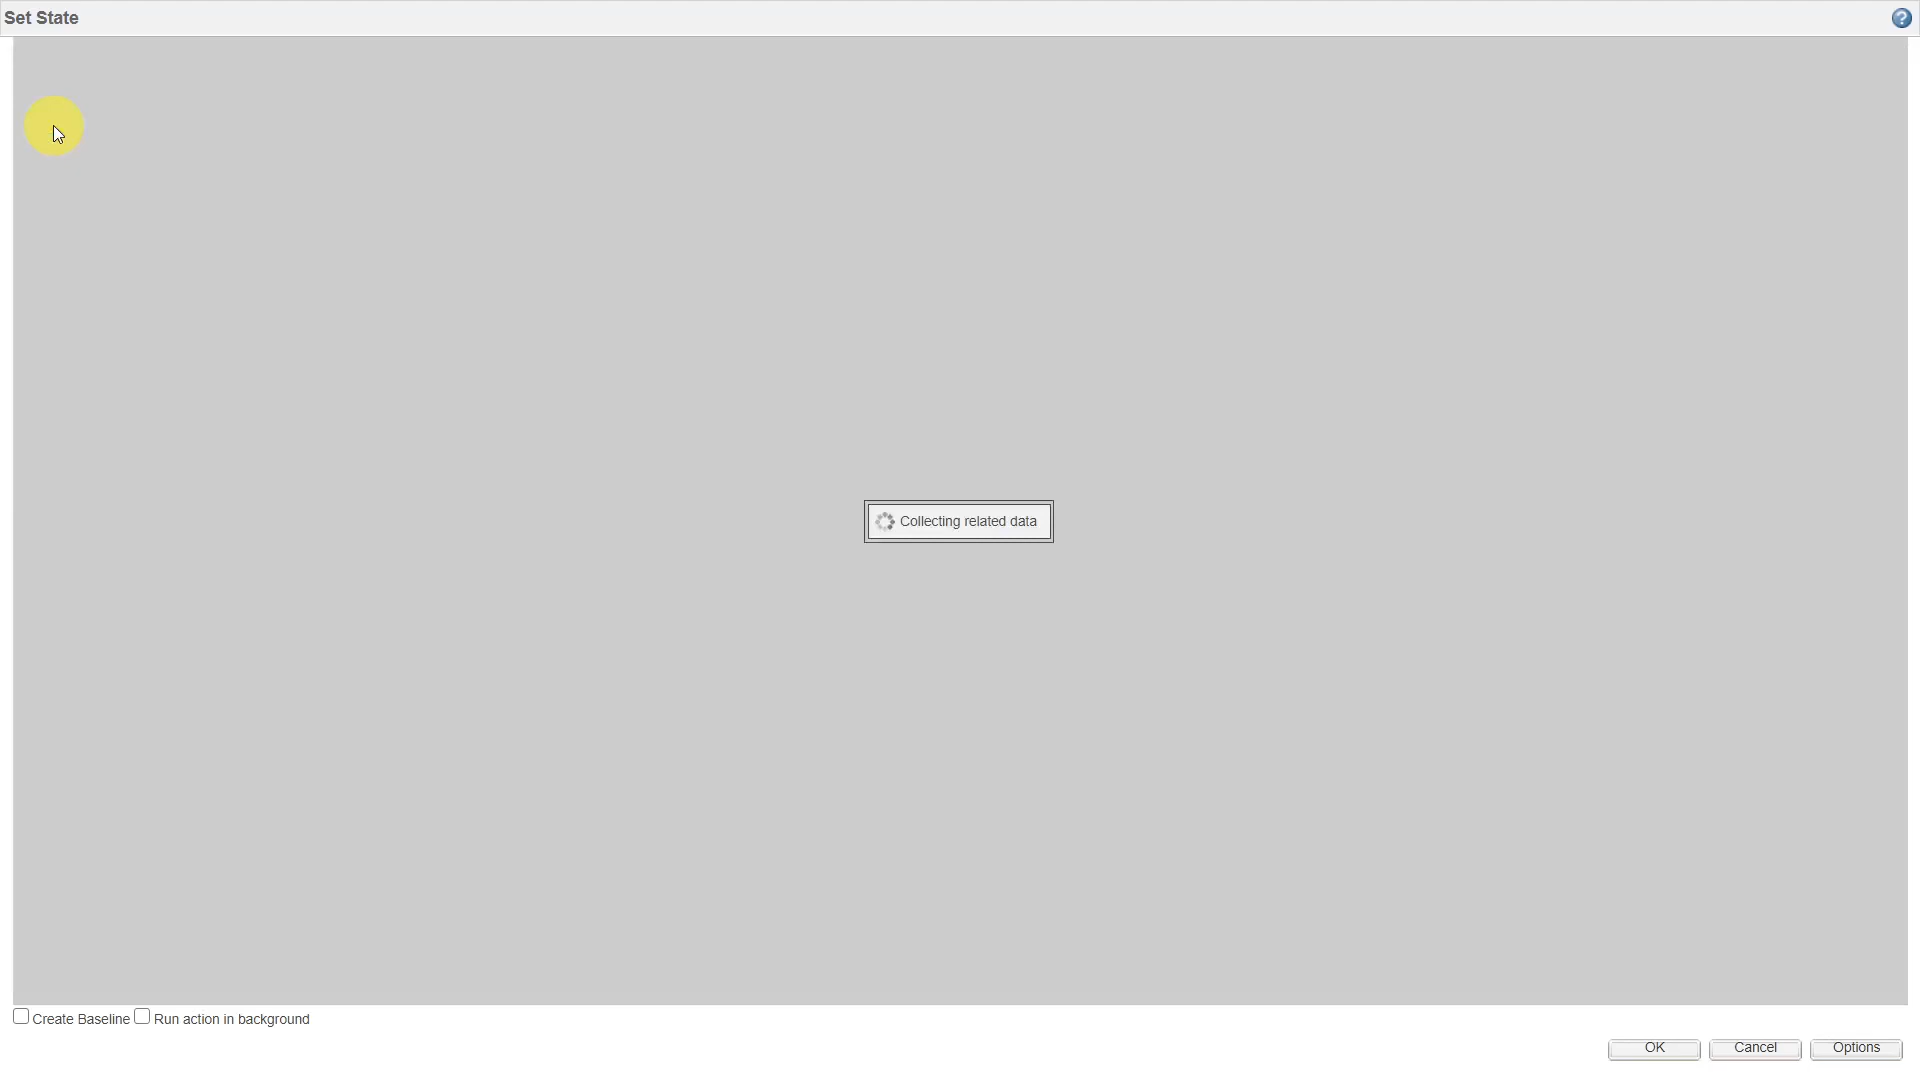 Set State
?
Collecting related data
Create Baseline Run action in background
OK Cancel Options